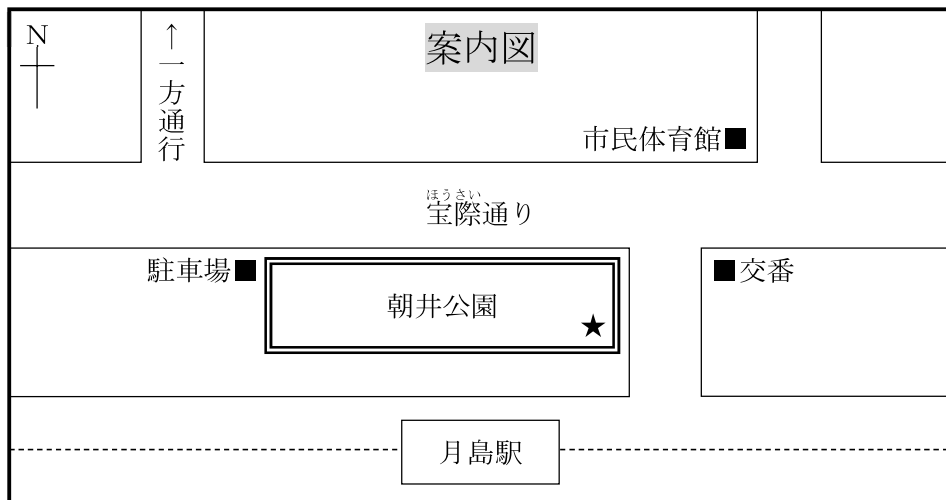 N
↑一方通行
案内図
市民体育館■
ほうさい
宝際通り
駐車場■
朝井公園
★
■交番
月島駅